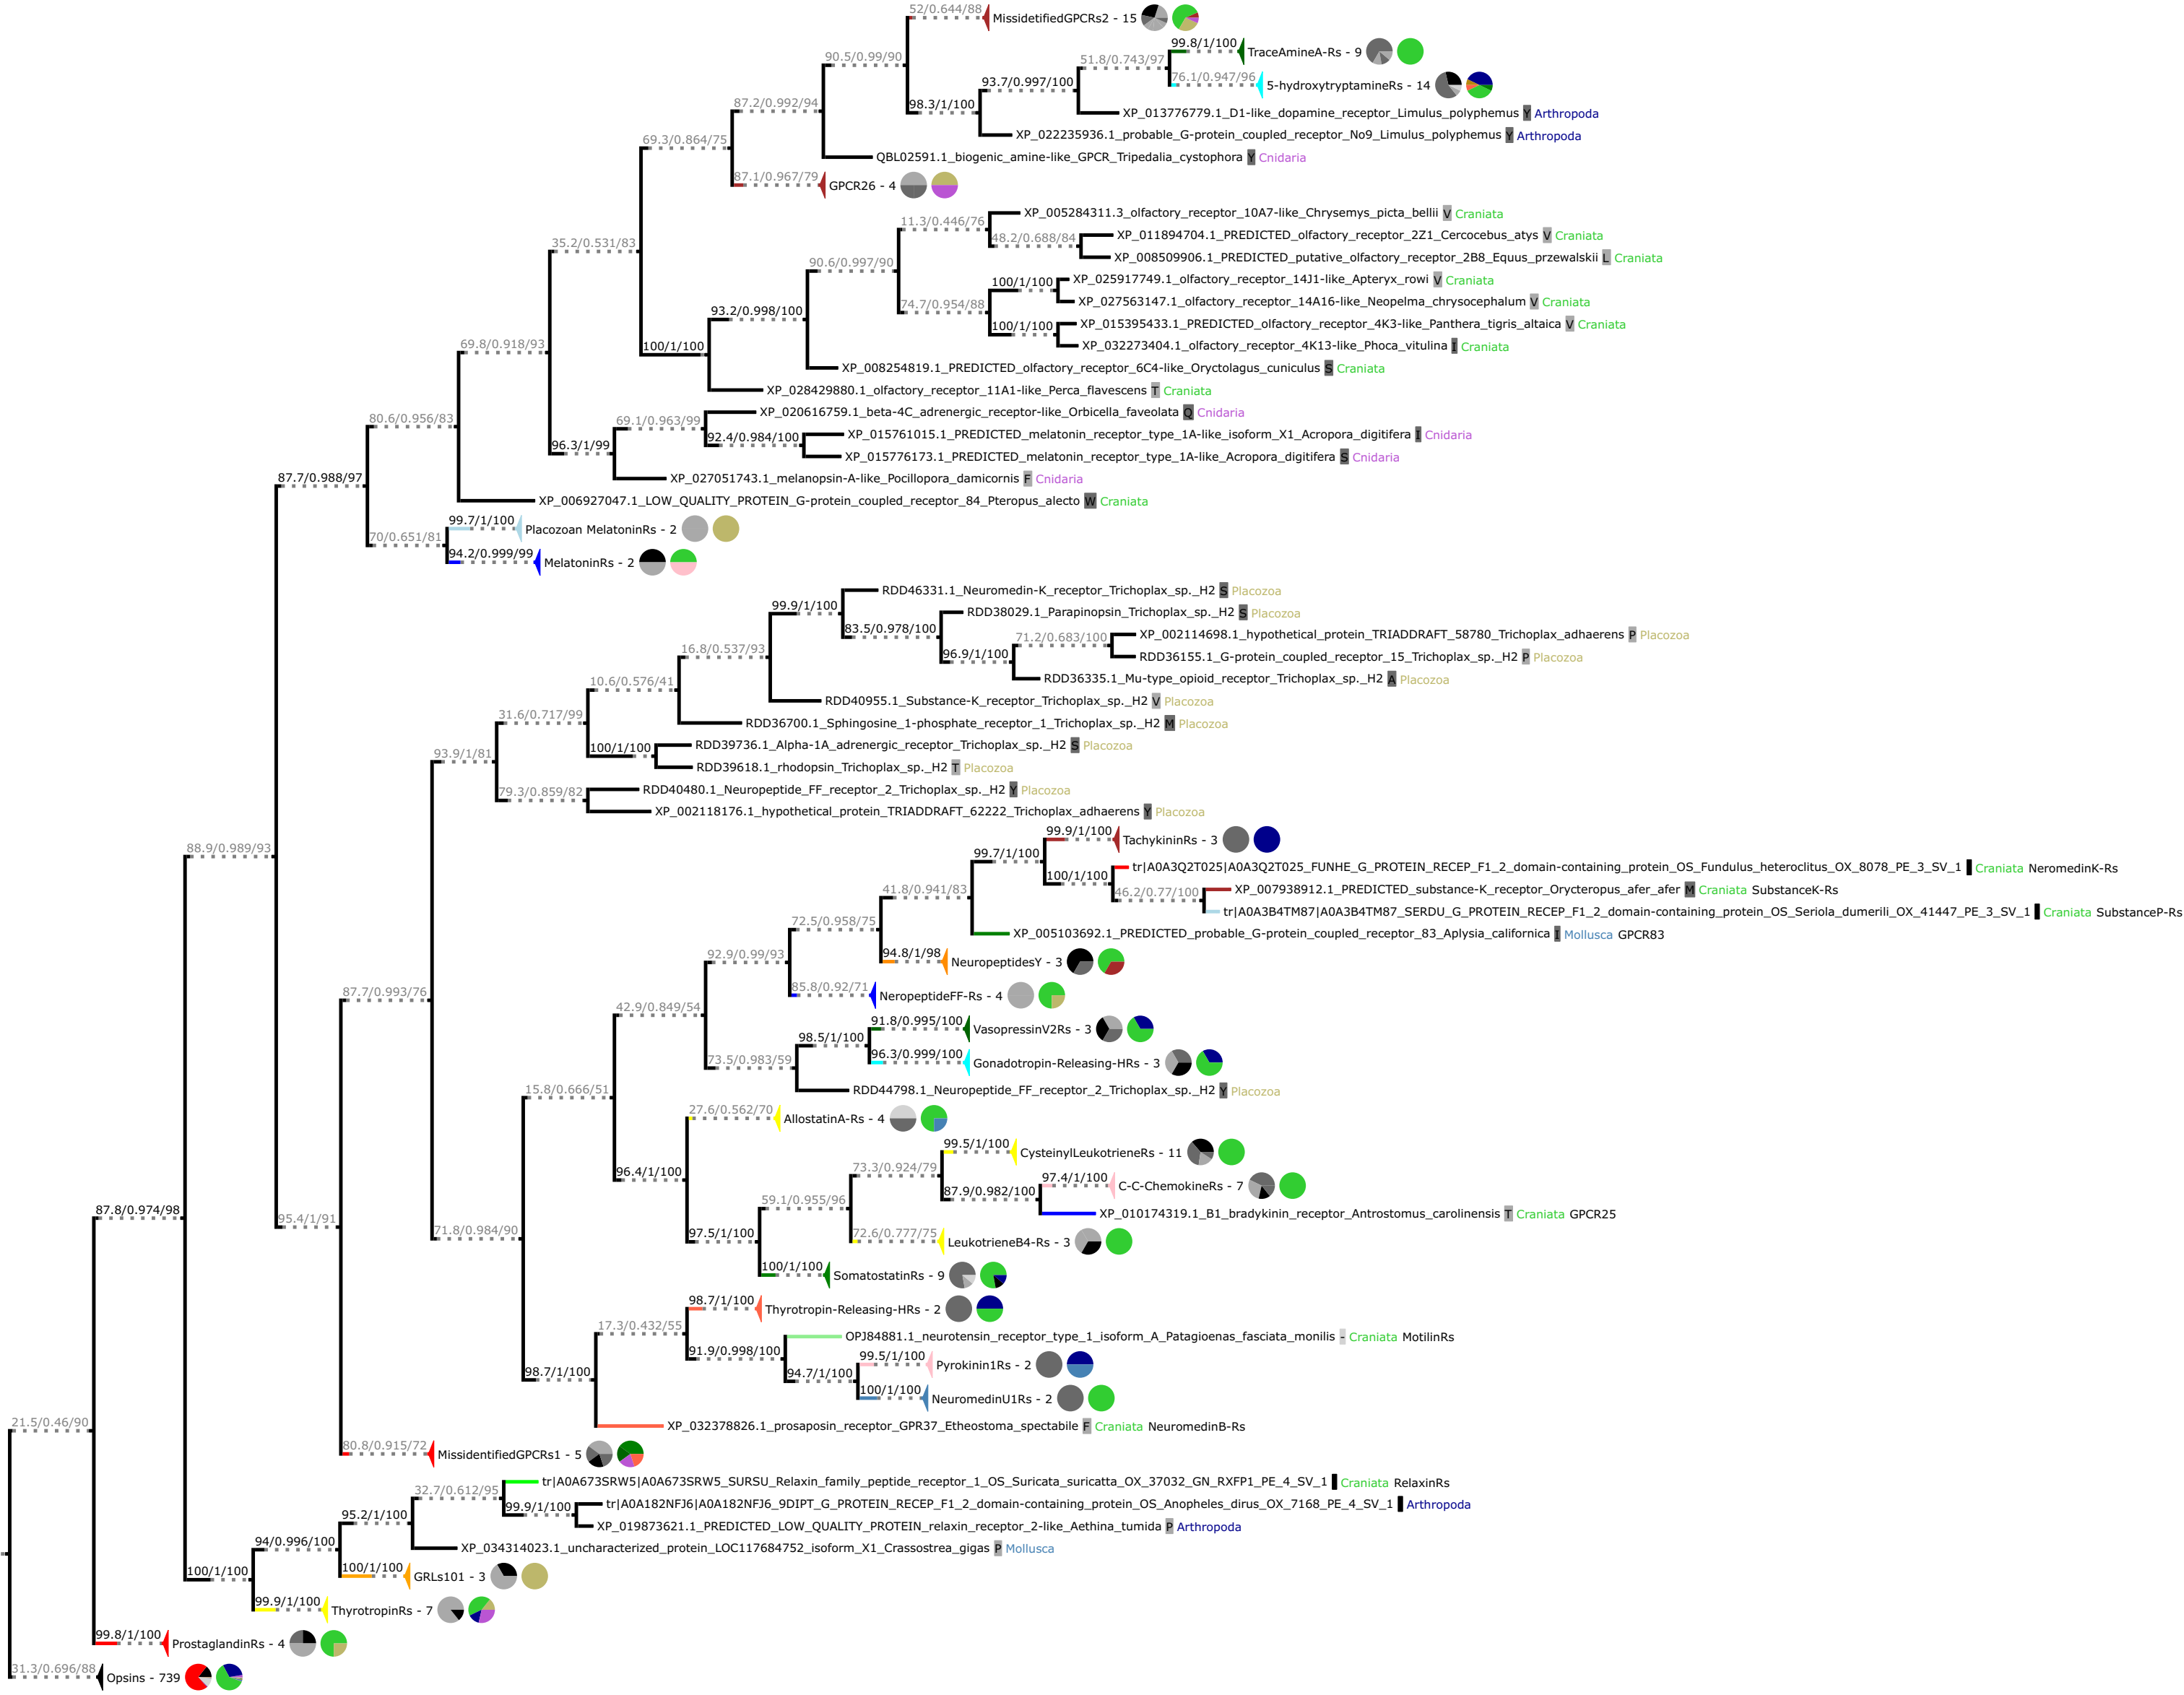 52/0.644/88
MissidetifiedGPCRs2 - 15
99.8/1/100
TraceAmineA-Rs - 9
90.5/0.99/90
51.8/0.743/97
76.1/0.947/96
5-hydroxytryptamineRs - 14
93.7/0.997/100
87.2/0.992/94
98.3/1/100
XP_013776779.1_D1-like_dopamine_receptor_Limulus_polyphemus Y Arthropoda
XP_022235936.1_probable_G-protein_coupled_receptor_No9_Limulus_polyphemus Y Arthropoda
69.3/0.864/75
QBL02591.1_biogenic_amine-like_GPCR_Tripedalia_cystophora Y Cnidaria
87.1/0.967/79
GPCR26 - 4
XP_005284311.3_olfactory_receptor_10A7-like_Chrysemys_picta_bellii V Craniata
11.3/0.446/76
48.2/0.688/84
XP_011894704.1_PREDICTED_olfactory_receptor_2Z1_Cercocebus_atys V Craniata
35.2/0.531/83
XP_008509906.1_PREDICTED_putative_olfactory_receptor_2B8_Equus_przewalskii L Craniata
90.6/0.997/90
100/1/100
XP_025917749.1_olfactory_receptor_14J1-like_Apteryx_rowi V Craniata
74.7/0.954/88
XP_027563147.1_olfactory_receptor_14A16-like_Neopelma_chrysocephalum V Craniata
93.2/0.998/100
100/1/100
XP_015395433.1_PREDICTED_olfactory_receptor_4K3-like_Panthera_tigris_altaica V Craniata
69.8/0.918/93
100/1/100
XP_032273404.1_olfactory_receptor_4K13-like_Phoca_vitulina I Craniata
XP_008254819.1_PREDICTED_olfactory_receptor_6C4-like_Oryctolagus_cuniculus S Craniata
XP_028429880.1_olfactory_receptor_11A1-like_Perca_flavescens T Craniata
80.6/0.956/83
69.1/0.963/99
XP_020616759.1_beta-4C_adrenergic_receptor-like_Orbicella_faveolata Q Cnidaria
92.4/0.984/100
XP_015761015.1_PREDICTED_melatonin_receptor_type_1A-like_isoform_X1_Acropora_digitifera I Cnidaria
96.3/1/99
XP_015776173.1_PREDICTED_melatonin_receptor_type_1A-like_Acropora_digitifera S Cnidaria
87.7/0.988/97
XP_027051743.1_melanopsin-A-like_Pocillopora_damicornis F Cnidaria
XP_006927047.1_LOW_QUALITY_PROTEIN_G-protein_coupled_receptor_84_Pteropus_alecto W Craniata
99.7/1/100
Placozoan MelatoninRs - 2
70/0.651/81
94.2/0.999/99
MelatoninRs - 2
99.9/1/100
RDD46331.1_Neuromedin-K_receptor_Trichoplax_sp._H2 S Placozoa
83.5/0.978/100
RDD38029.1_Parapinopsin_Trichoplax_sp._H2 S Placozoa
71.2/0.683/100
XP_002114698.1_hypothetical_protein_TRIADDRAFT_58780_Trichoplax_adhaerens P Placozoa
16.8/0.537/93
96.9/1/100
RDD36155.1_G-protein_coupled_receptor_15_Trichoplax_sp._H2 P Placozoa
RDD36335.1_Mu-type_opioid_receptor_Trichoplax_sp._H2 A Placozoa
10.6/0.576/41
RDD40955.1_Substance-K_receptor_Trichoplax_sp._H2 V Placozoa
31.6/0.717/99
RDD36700.1_Sphingosine_1-phosphate_receptor_1_Trichoplax_sp._H2 M Placozoa
93.9/1/81
100/1/100
RDD39736.1_Alpha-1A_adrenergic_receptor_Trichoplax_sp._H2 S Placozoa
RDD39618.1_rhodopsin_Trichoplax_sp._H2 T Placozoa
79.3/0.859/82
RDD40480.1_Neuropeptide_FF_receptor_2_Trichoplax_sp._H2 Y Placozoa
XP_002118176.1_hypothetical_protein_TRIADDRAFT_62222_Trichoplax_adhaerens Y Placozoa
88.9/0.989/93
99.9/1/100
TachykininRs - 3
99.7/1/100
100/1/100
tr|A0A3Q2T025|A0A3Q2T025_FUNHE_G_PROTEIN_RECEP_F1_2_domain-containing_protein_OS_Fundulus_heteroclitus_OX_8078_PE_3_SV_1 Craniata NeromedinK-Rs
41.8/0.941/83
46.2/0.77/100
XP_007938912.1_PREDICTED_substance-K_receptor_Orycteropus_afer_afer M Craniata SubstanceK-Rs
tr|A0A3B4TM87|A0A3B4TM87_SERDU_G_PROTEIN_RECEP_F1_2_domain-containing_protein_OS_Seriola_dumerili_OX_41447_PE_3_SV_1 Craniata SubstanceP-Rs
72.5/0.958/75
XP_005103692.1_PREDICTED_probable_G-protein_coupled_receptor_83_Aplysia_californica I Mollusca GPCR83
92.9/0.99/93
94.8/1/98
NeuropeptidesY - 3
87.7/0.993/76
85.8/0.92/71
NeropeptideFF-Rs - 4
42.9/0.849/54
91.8/0.995/100
VasopressinV2Rs - 3
98.5/1/100
73.5/0.983/59
96.3/0.999/100
Gonadotropin-Releasing-HRs - 3
15.8/0.666/51
RDD44798.1_Neuropeptide_FF_receptor_2_Trichoplax_sp._H2 Y Placozoa
27.6/0.562/70
AllostatinA-Rs - 4
99.5/1/100
CysteinylLeukotrieneRs - 11
96.4/1/100
73.3/0.924/79
97.4/1/100
C-C-ChemokineRs - 7
59.1/0.955/96
87.9/0.982/100
XP_010174319.1_B1_bradykinin_receptor_Antrostomus_carolinensis T Craniata GPCR25
87.8/0.974/98
95.4/1/91
71.8/0.984/90
97.5/1/100
72.6/0.777/75
LeukotrieneB4-Rs - 3
100/1/100
SomatostatinRs - 9
98.7/1/100
Thyrotropin-Releasing-HRs - 2
17.3/0.432/55
OPJ84881.1_neurotensin_receptor_type_1_isoform_A_Patagioenas_fasciata_monilis - Craniata MotilinRs
91.9/0.998/100
99.5/1/100
Pyrokinin1Rs - 2
98.7/1/100
94.7/1/100
100/1/100
NeuromedinU1Rs - 2
21.5/0.46/90
XP_032378826.1_prosaposin_receptor_GPR37_Etheostoma_spectabile F Craniata NeuromedinB-Rs
80.8/0.915/72
MissidentifiedGPCRs1 - 5
tr|A0A673SRW5|A0A673SRW5_SURSU_Relaxin_family_peptide_receptor_1_OS_Suricata_suricatta_OX_37032_GN_RXFP1_PE_4_SV_1 Craniata RelaxinRs
32.7/0.612/95
99.9/1/100
tr|A0A182NFJ6|A0A182NFJ6_9DIPT_G_PROTEIN_RECEP_F1_2_domain-containing_protein_OS_Anopheles_dirus_OX_7168_PE_4_SV_1 Arthropoda
95.2/1/100
XP_019873621.1_PREDICTED_LOW_QUALITY_PROTEIN_relaxin_receptor_2-like_Aethina_tumida P Arthropoda
94/0.996/100
XP_034314023.1_uncharacterized_protein_LOC117684752_isoform_X1_Crassostrea_gigas P Mollusca
100/1/100
100/1/100
GRLs101 - 3
99.9/1/100
ThyrotropinRs - 7
99.8/1/100
ProstaglandinRs - 4
31.3/0.696/88
Opsins - 739